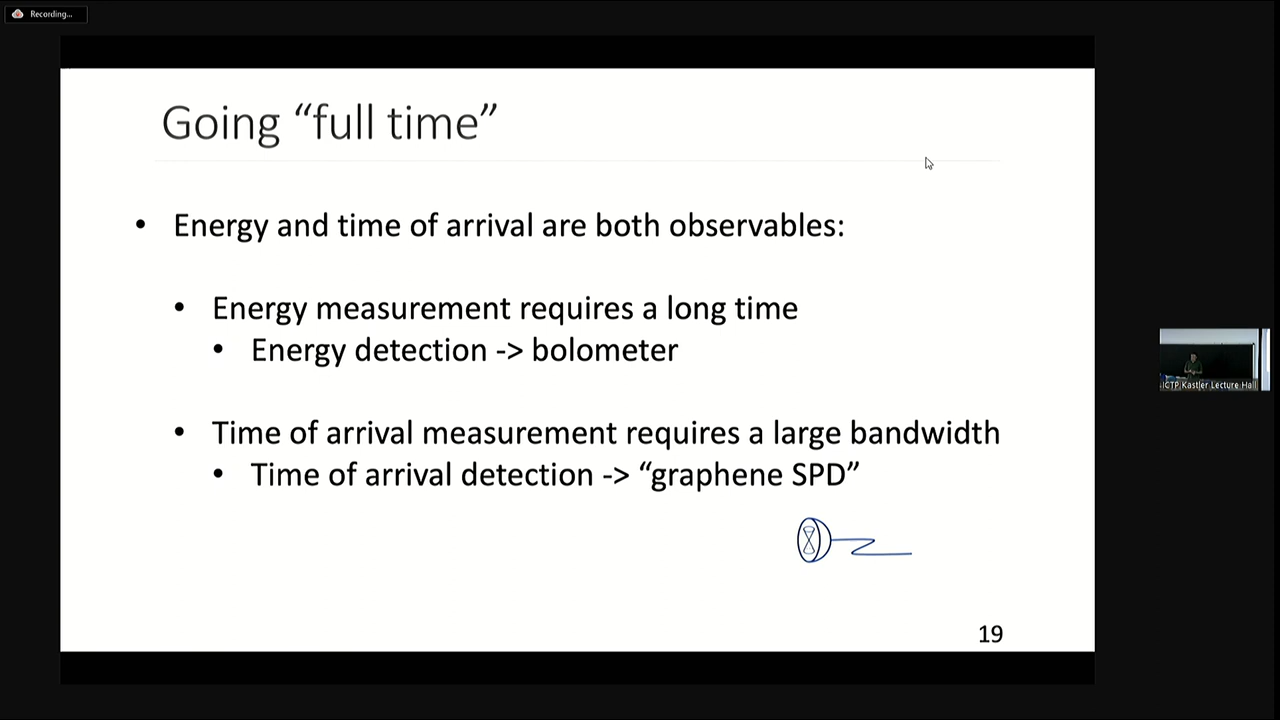 Recording...
Going “full time”
• Energy and time of arrival are both observables:
• Energy measurement requires a long time
• Energy detection -> bolometer
• Time of arrival measurement requires a large bandwidth
• Time of arrival detection -> “graphene SPD”
19
ICTP Kastler Lecture Hall